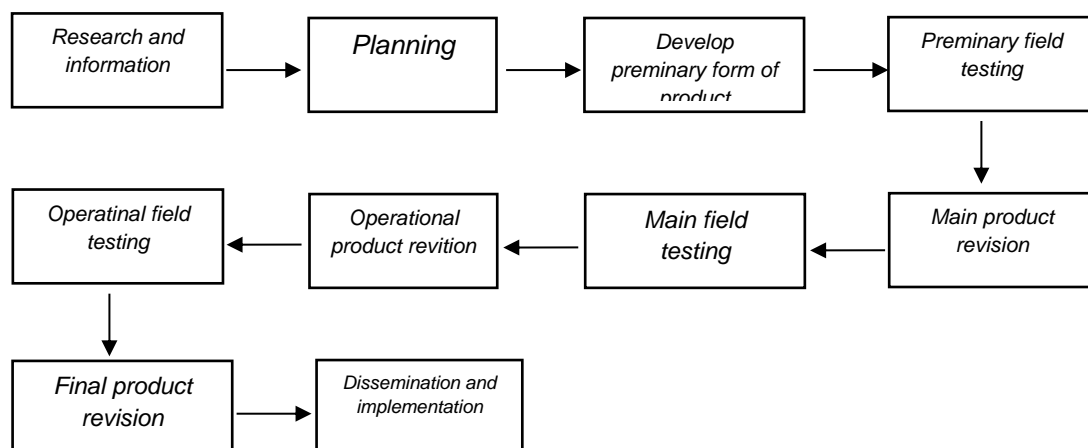 Research and
information
Planning
Develop
preminary form of
product
Preminary field
testing
Main product
revision
Main field
testing
Operational
product revition
Operatinal field
testing
Final product
revision
Dissemination and
implementation